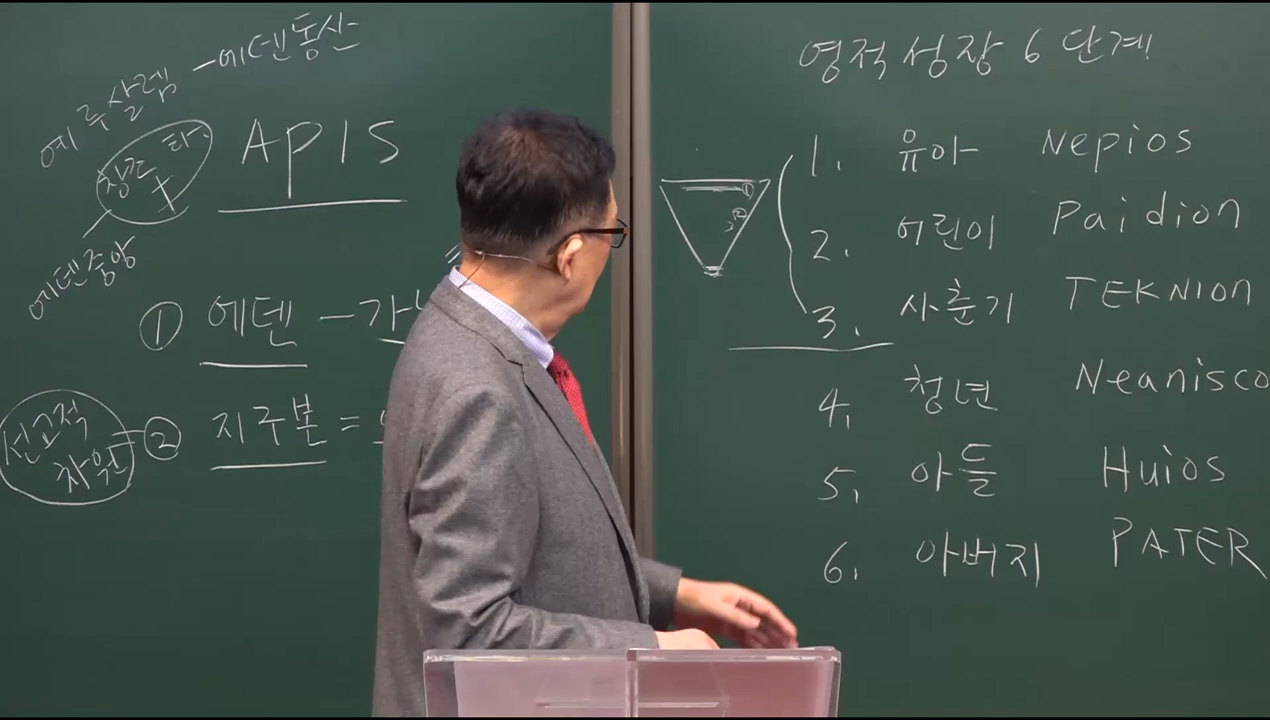 예루살렘 - 에덴동산
APIS
에덴중앙
① 에덴 - 가
선교적
차원
② 지구본 =
영적성장 6 단계
1. 유아 Nepios
2. 어린이 Paidion
3. 사춘기 TEKNION
4. 청년 Neanisco
5. 아들 Huios
6. 아버지 PATER
①